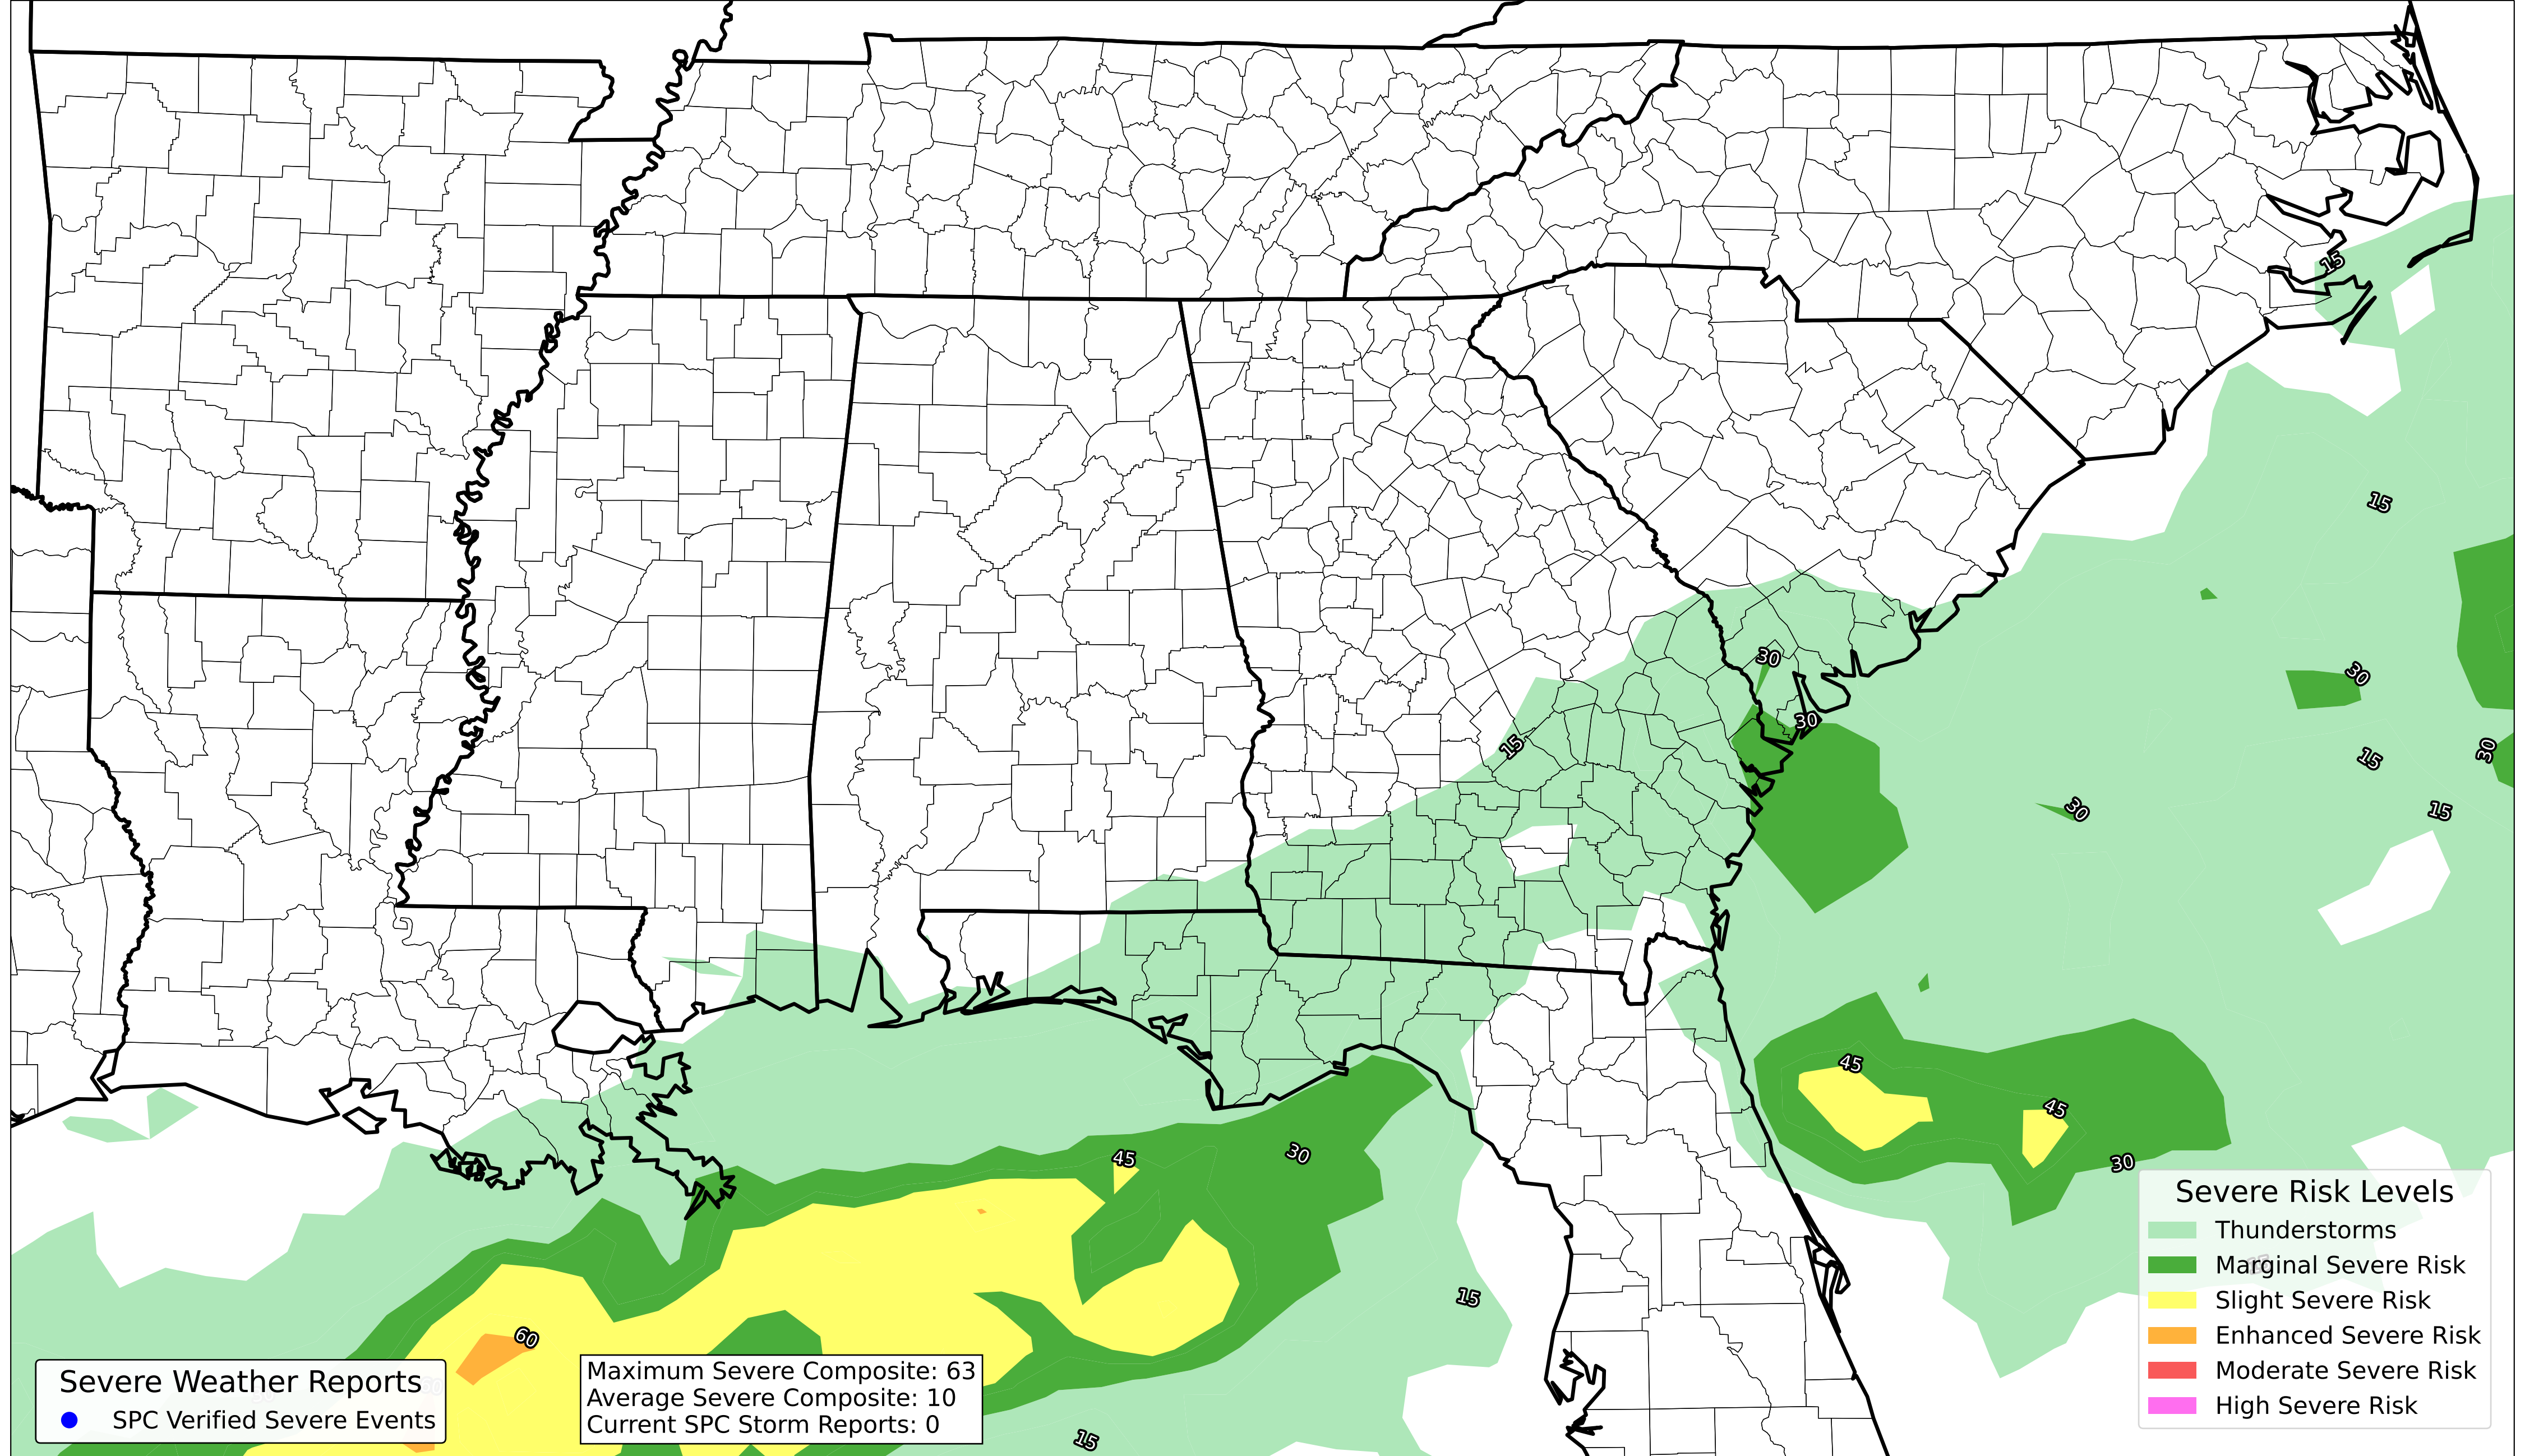 15
15
30
30
30
15
15
30
30
15
45
45
45
30
30
15
60
15
Severe Risk Levels
Thunderstorms
Marginal Severe Risk
Slight Severe Risk
Enhanced Severe Risk
Moderate Severe Risk
High Severe Risk
Severe Weather Reports
SPC Verified Severe Events
Maximum Severe Composite: 63
Average Severe Composite: 10
Current SPC Storm Reports: 0